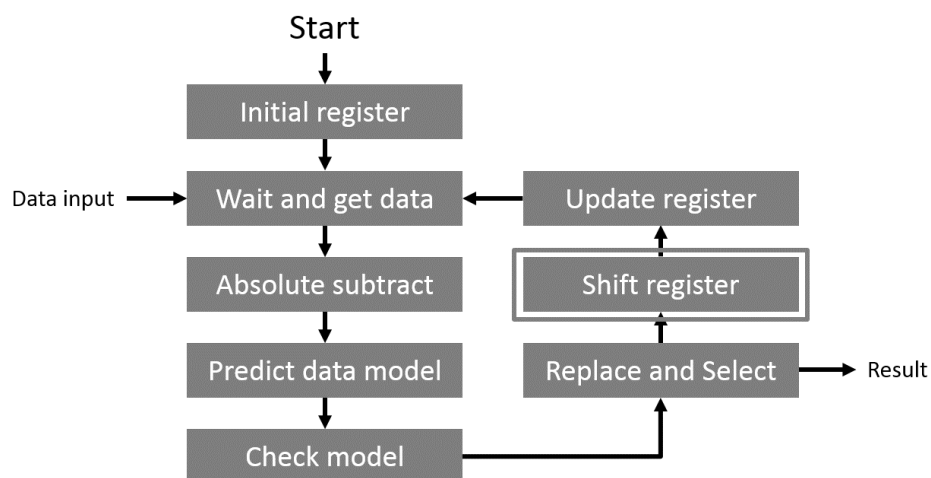 Start
Initial register
Data input
Wait and get data
Update register
Absolute subtract
Shift register
Predict data model
Replace and Select
Result
Check model